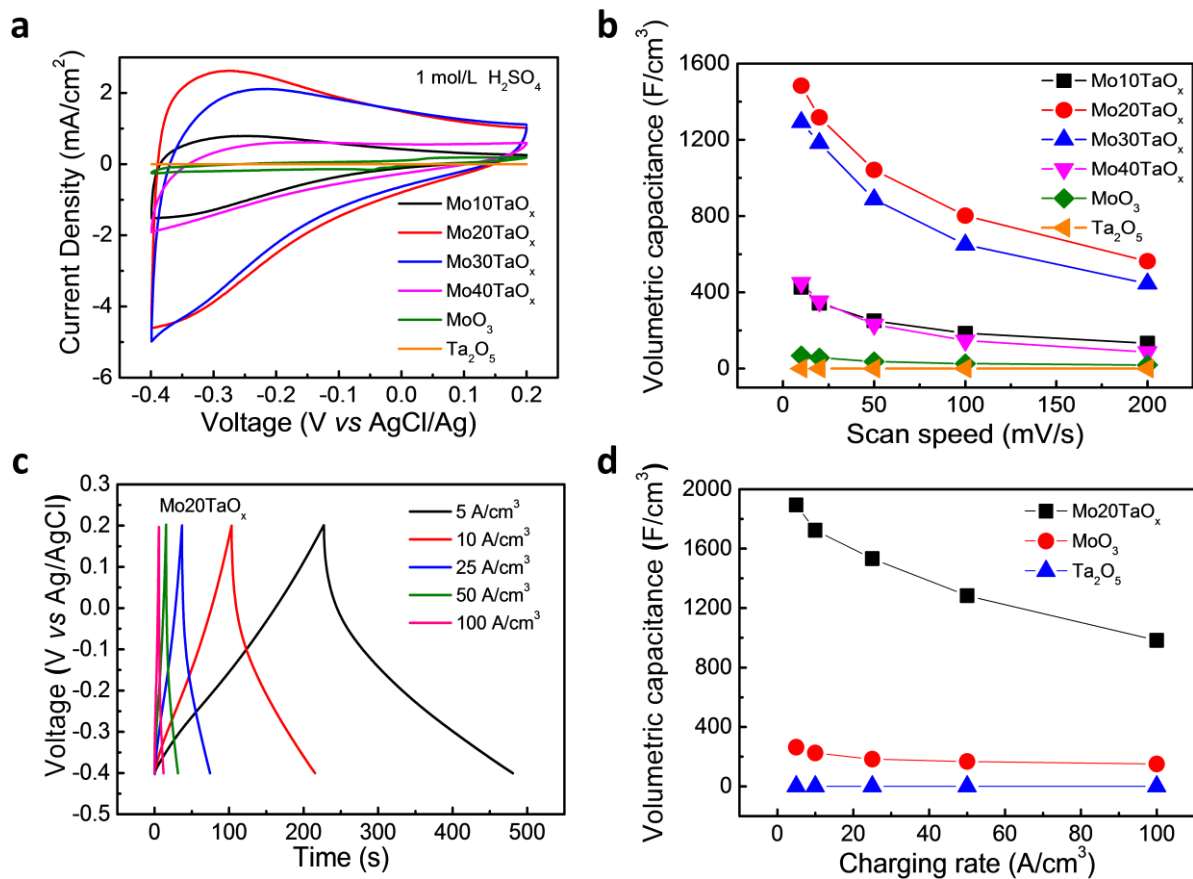 a
Current Density (mA/cm²)
2
0
-2
-4
-6
1 mol/L H₂SO₄
Mo10TaOₓ
Mo20TaOₓ
Mo30TaOₓ
Mo40TaOₓ
MoO₃
Ta₂O₅
-0.4 -0.3 -0.2 -0.1 0.0 0.1 0.2
Voltage (V vs AgCl/Ag)
b
Volumetric capacitance (F/cm³)
1600
1200
800
400
0
Mo10TaOₓ
Mo20TaOₓ
Mo30TaOₓ
Mo40TaOₓ
MoO₃
Ta₂O₅
0 50 100 150 200
Scan speed (mV/s)
c
Voltage (V vs Ag/AgCl)
0.3
0.2
0.1
0.0
-0.1
-0.2
-0.3
-0.4
-0.5
Mo20TaOₓ
5 A/cm³
10 A/cm³
25 A/cm³
50 A/cm³
100 A/cm³
0 100 200 300 400 500
Time (s)
d
Volumetric capacitance (F/cm³)
2000
1600
1200
800
400
0
Mo20TaOₓ
MoO₃
Ta₂O₅
0 20 40 60 80 100
Charging rate (A/cm³)